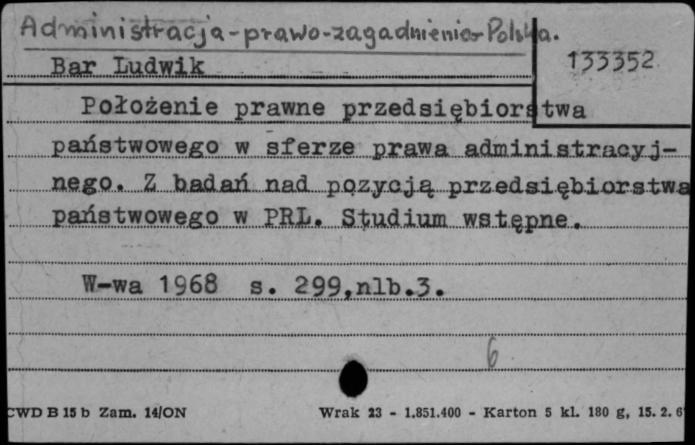 Administracja-prawo-zagadnienia-Polska.
133352
Bar Ludwik
Położenie prawne przedsiębiorstwa
państwowego w sferze prawa administracyj-
nego. Z badań nad pozycją przedsiębiorstwa
państwowego w PRL. Studium wstępne.
W-wa 1968 s. 299,nlb.3.
6
CWD B 15 b Zam. 14/ON Wrak 23 - 1.851.400 - Karton 5 kl. 180 g, 15. 2. 6